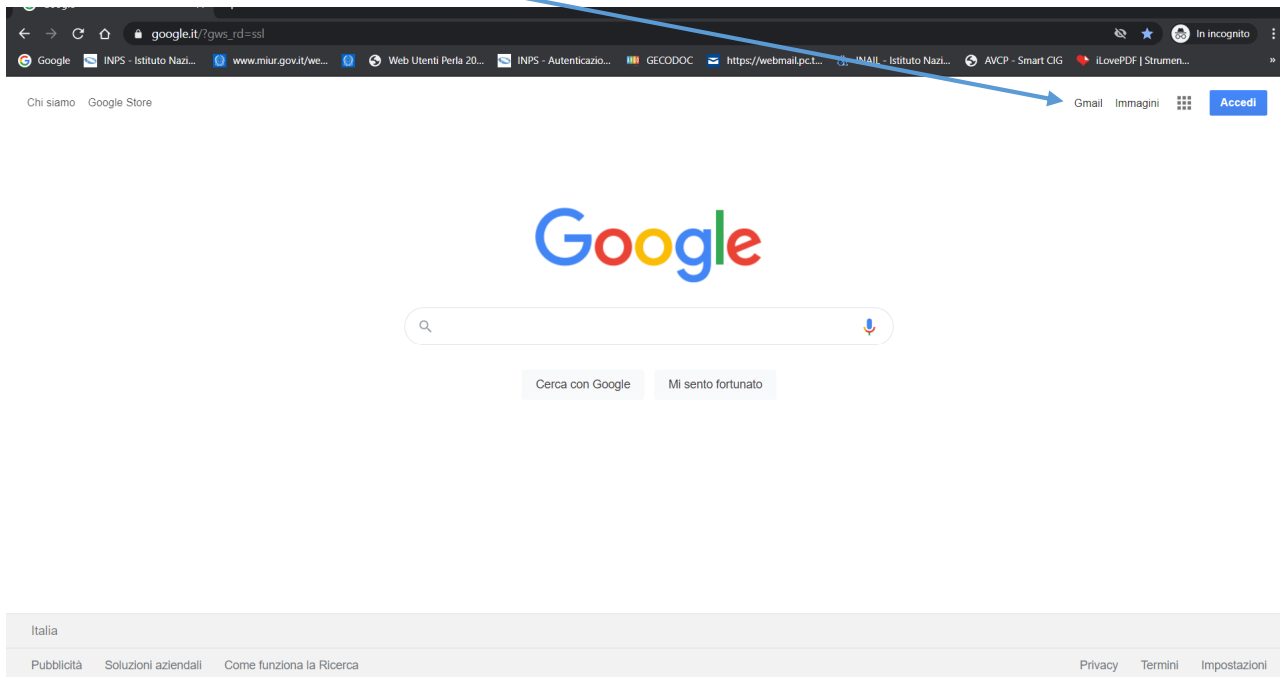 google.it/?gws_rd=ssl In incognito
Google INPS - Istituto Nazi... www.miur.gov.it/we... Web Utenti Perla 20... INPS - Autenticazio... GECODOC https://webmail.pc.t... INAIL - Istituto Nazi... AVCP - Smart CIG iLovePDF | Strumen... »
Chi siamo Google Store Gmail Immagini Accedi
Google
Cerca con Google Mi sento fortunato
Italia
Pubblicità Soluzioni aziendali Come funziona la Ricerca Privacy Termini Impostazioni